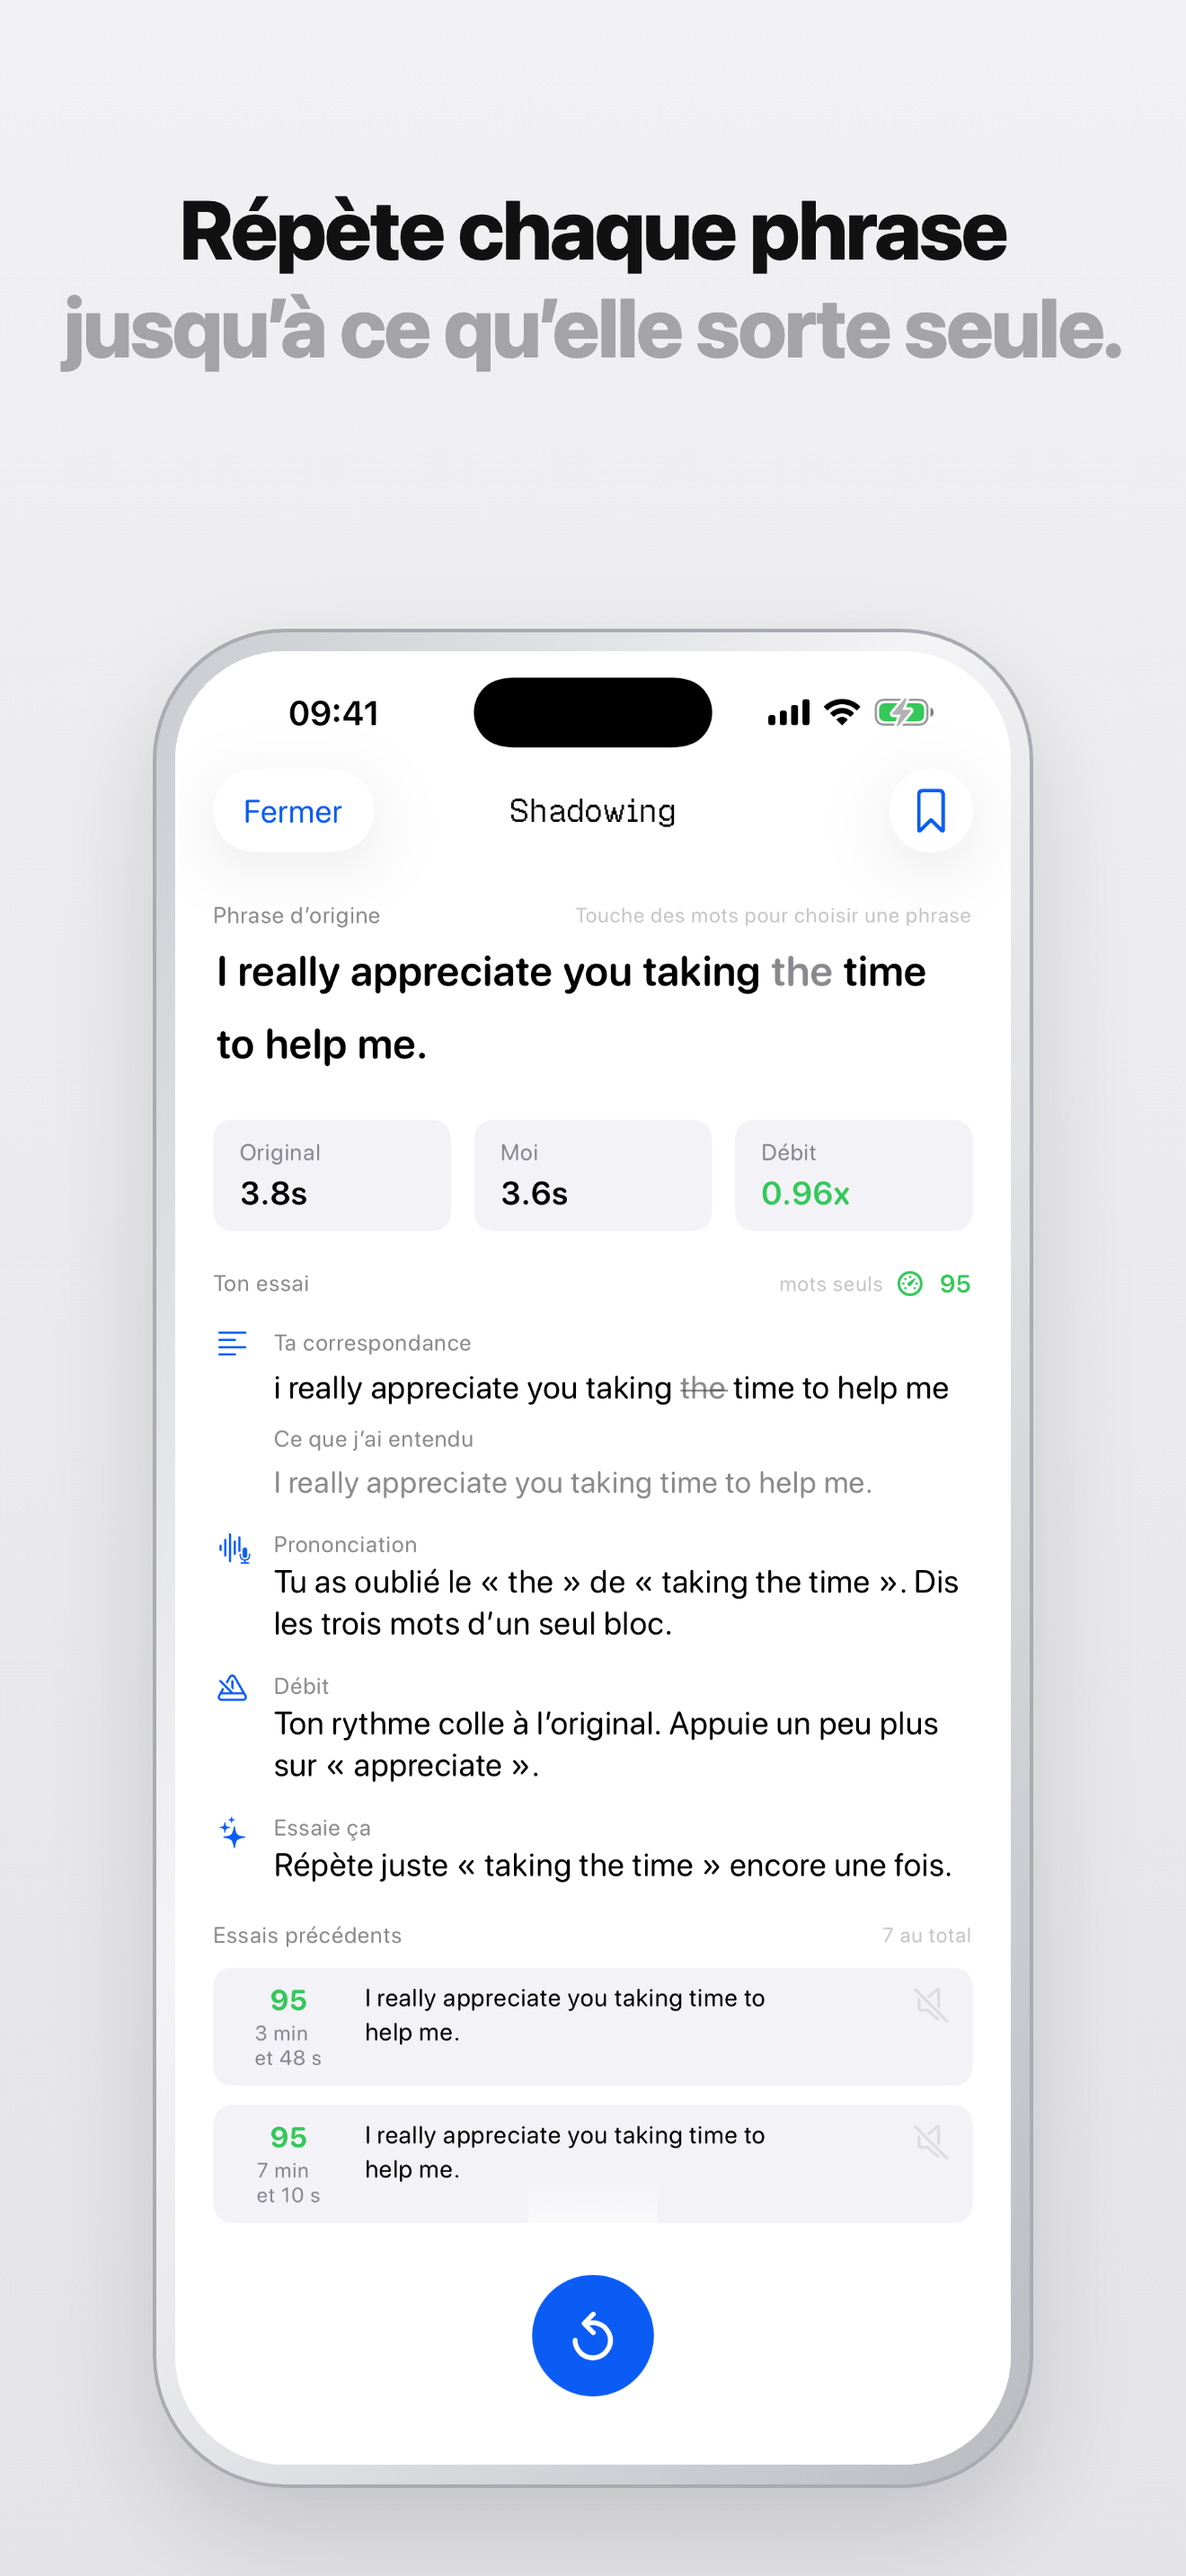 Répète chaque phrase
jusqu’à ce qu’elle sorte seule.
09:41
Fermer
Shadowing
Phrase d’origine
Touche des mots pour choisir une phrase
I really appreciate you taking the time
to help me.
Original
Moi
Débit
3.8s
3.6s
0.96x
Ton essai
mots seuls 95
Ta correspondance
i really appreciate you taking the time to help me
Ce que j’ai entendu
I really appreciate you taking time to help me.
Prononciation
Tu as oublié le « the » de « taking the time ». Dis
les trois mots d’un seul bloc.
Débit
Ton rythme colle à l’original. Appuie un peu plus
sur « appreciate ».
Essaie ça
Répète juste « taking the time » encore une fois.
Essais précédents
7 au total
95
3 min
et 48 s
I really appreciate you taking time to
help me.
95
7 min
et 10 s
I really appreciate you taking time to
help me.